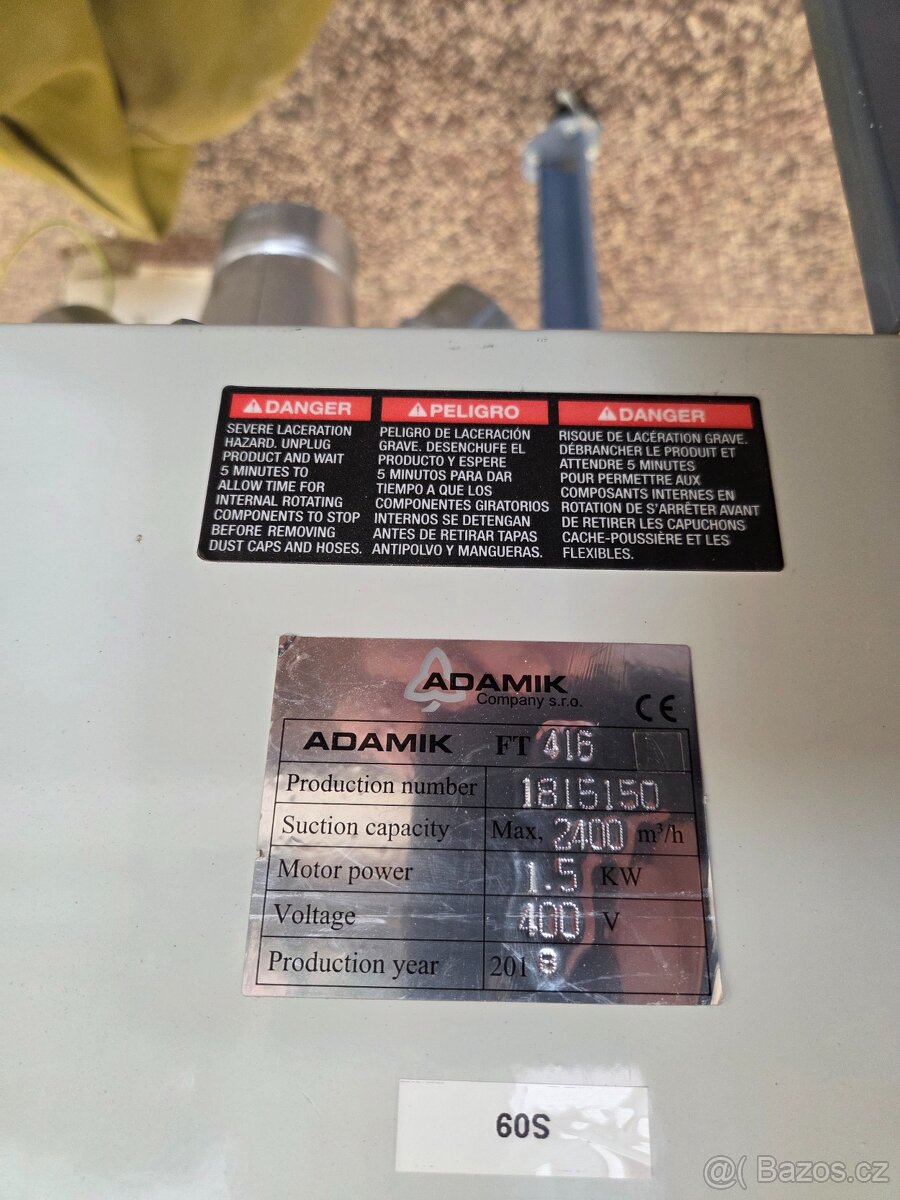 DANGER
SEVERE LACERATION
HAZARD. UNPLUG
PRODUCT AND WAIT
5 MINUTES TO
ALLOW TIME FOR
INTERNAL ROTATING
COMPONENTS TO STOP
BEFORE REMOVING
DUST CAPS AND HOSES.
PELIGRO
PELIGRO DE LACERACIÓN
GRAVE. DESENCHUFE EL
PRODUCTO Y ESPERE
5 MINUTOS PARA DAR
TIEMPO A QUE LOS
COMPONENTES GIRATORIOS
INTERNOS SE DETENGAN
ANTES DE RETIRAR TAPAS
ANTIPOLVO Y MANGUERAS.
DANGER
RISQUE DE LACÉRATION GRAVE.
DÉBRANCHER LE PRODUIT ET
ATTENDRE 5 MINUTES
POUR PERMETTRE AUX
COMPOSANTS INTERNES EN
ROTATION DE S'ARRÊTER AVANT
DE RETIRER LES CAPUCHONS
CACHE-POUSSIÈRE ET LES
FLEXIBLES.
ADAMIK
Company s.r.o.
CE
ADAMIK FT 416
Production number 1815150
Suction capacity Max, 2400 m³/h
Motor power 1.5 KW
Voltage 400 V
Production year 2018
60S
@( Bazos.cz